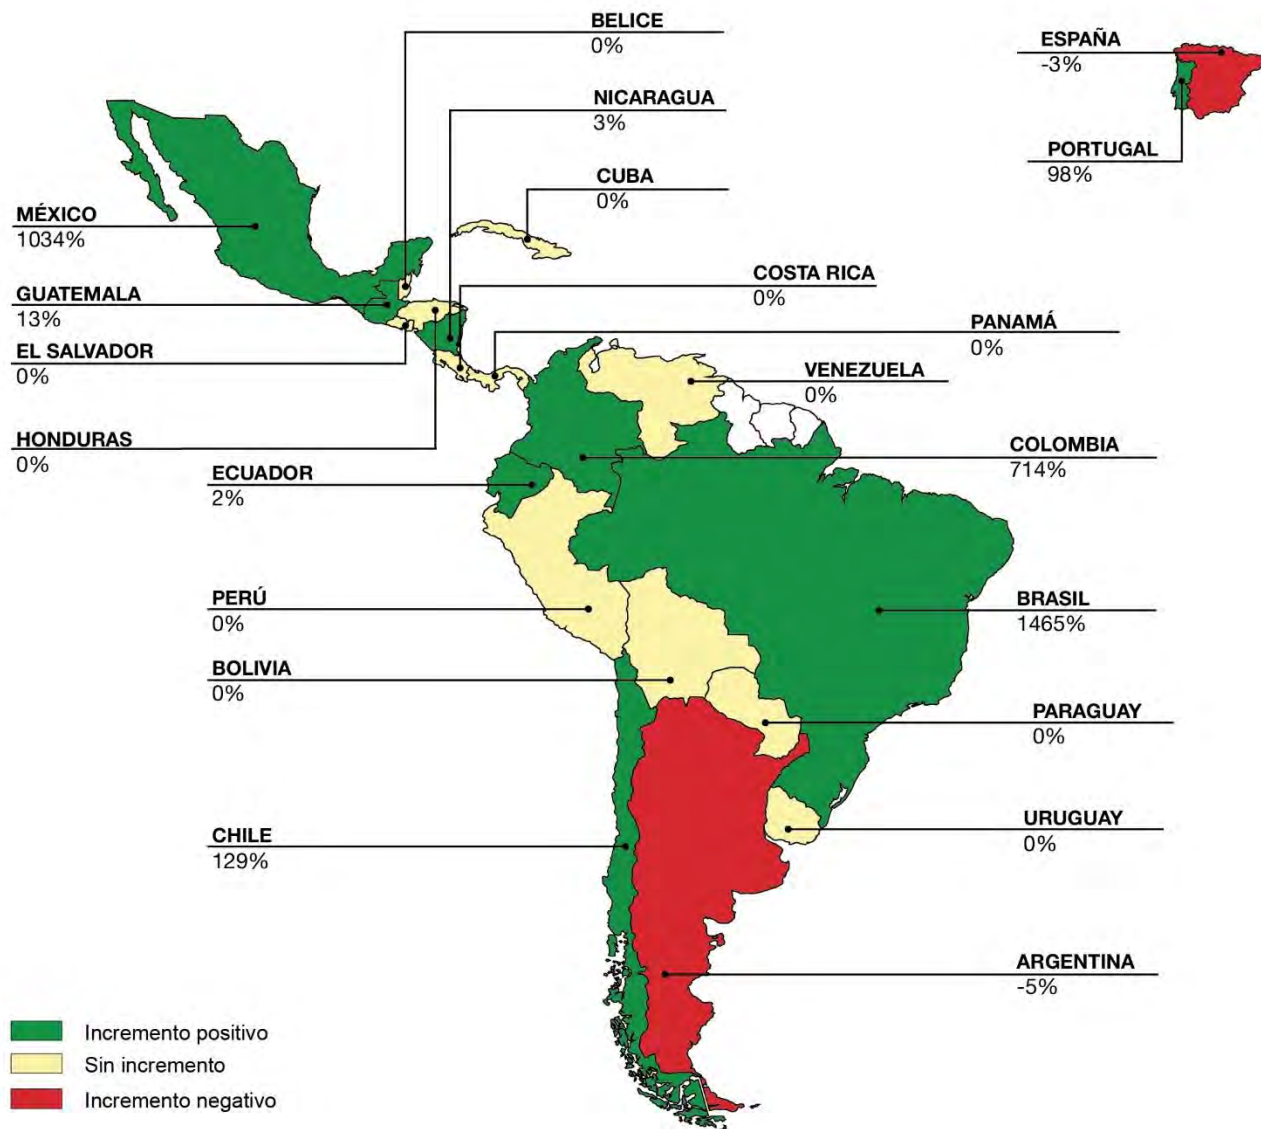 BELICE
0%
ESPAÑA
-3%
NICARAGUA
3%
PORTUGAL
98%
CUBA
0%
MÉXICO
1034%
COSTA RICA
0%
GUATEMALA
13%
PANAMÁ
0%
EL SALVADOR
0%
VENEZUELA
0%
HONDURAS
0%
COLOMBIA
714%
ECUADOR
2%
PERÚ
0%
BRASIL
1465%
BOLIVIA
0%
PARAGUAY
0%
CHILE
129%
URUGUAY
0%
ARGENTINA
-5%
Incremento positivo
Sin incremento
Incremento negativo